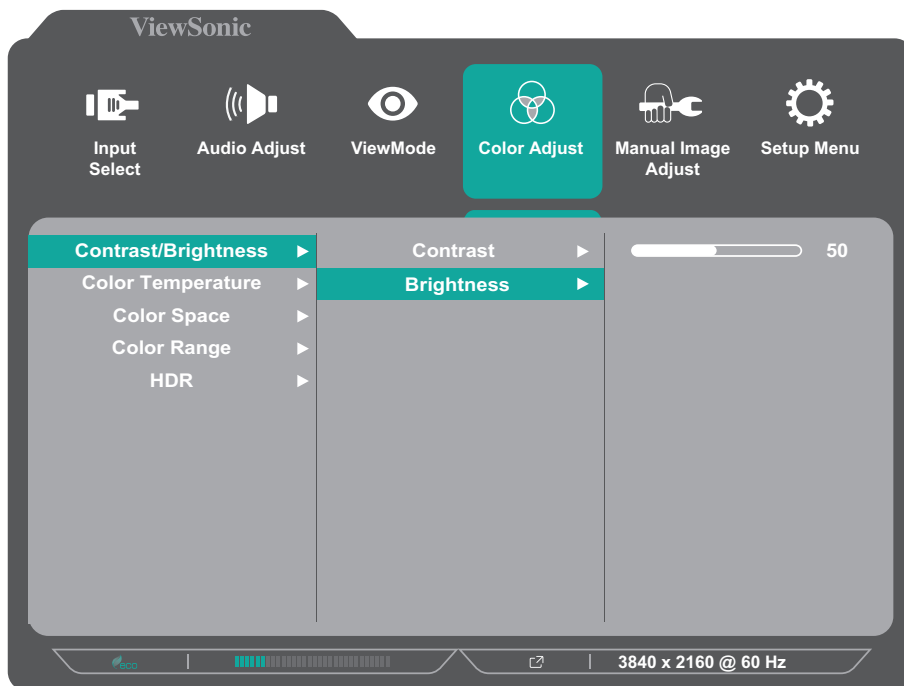 ViewSonic
Input Select
Audio Adjust
ViewMode
Color Adjust
Manual Image Adjust
Setup Menu
Contrast/Brightness
Contrast
50
Color Temperature
Brightness
Color Space
Color Range
HDR
eco
3840 x 2160 @ 60 Hz